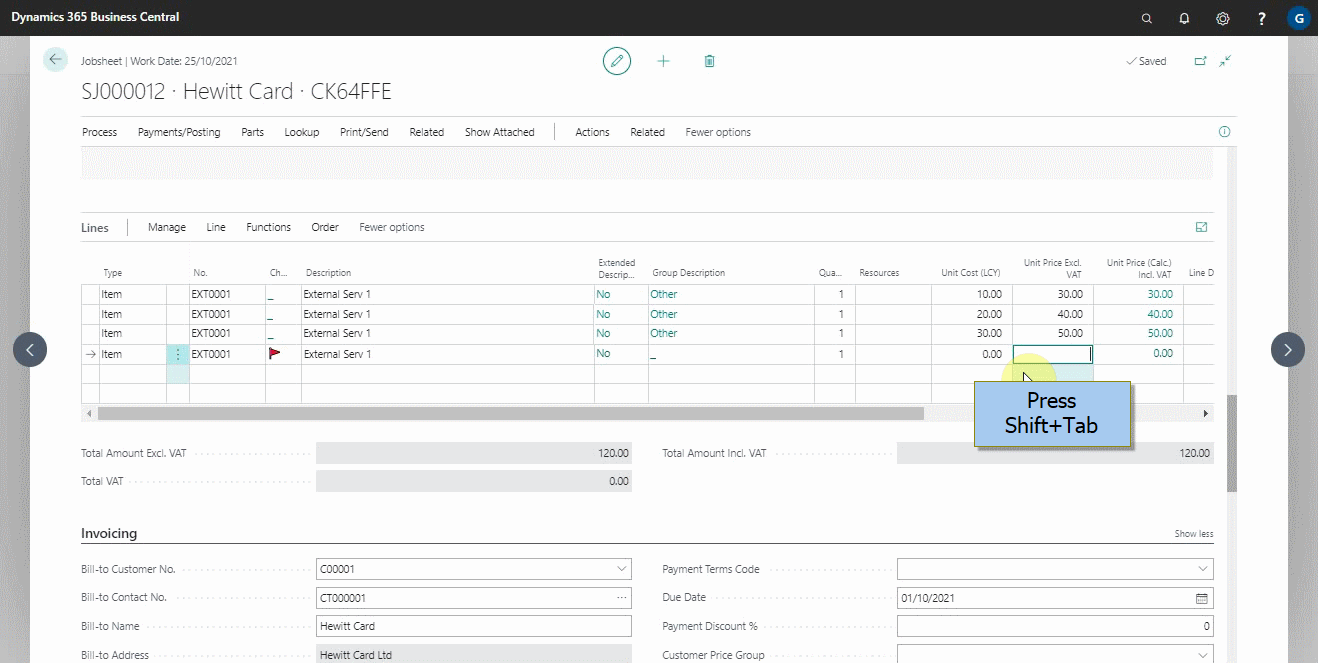 Dynamics 365 Business Central
? G
Jobsheet | Work Date: 25/10/2021
Saved
SJ000012 · Hewitt Card · CK64FFE
Process Payments/Posting Parts Lookup Print/Send Related Show Attached Actions Related Fewer options
Lines Manage Line Functions Order Fewer options
Type No. Ch... Description Extended Descrip... Group Description Qua... Resources Unit Cost (LCY) Unit Price Excl. VAT Unit Price (Calc.) Incl. VAT Line D
Item EXT0001 _ External Serv 1 No Other 1 10.00 30.00 30.00
Item EXT0001 _ External Serv 1 No Other 1 20.00 40.00 40.00
Item EXT0001 _ External Serv 1 No Other 1 30.00 50.00 50.00
Item EXT0001 External Serv 1 No _ 1 0.00 0.00
Press
Shift+Tab
Total Amount Excl. VAT 120.00 Total Amount Incl. VAT 120.00
Total VAT 0.00
Invoicing Show less
Bill-to Customer No. C00001 Payment Terms Code
Bill-to Contact No. CT000001 Due Date 01/10/2021
Bill-to Name Hewitt Card Payment Discount % 0
Bill-to Address Hewitt Card Ltd Customer Price Group